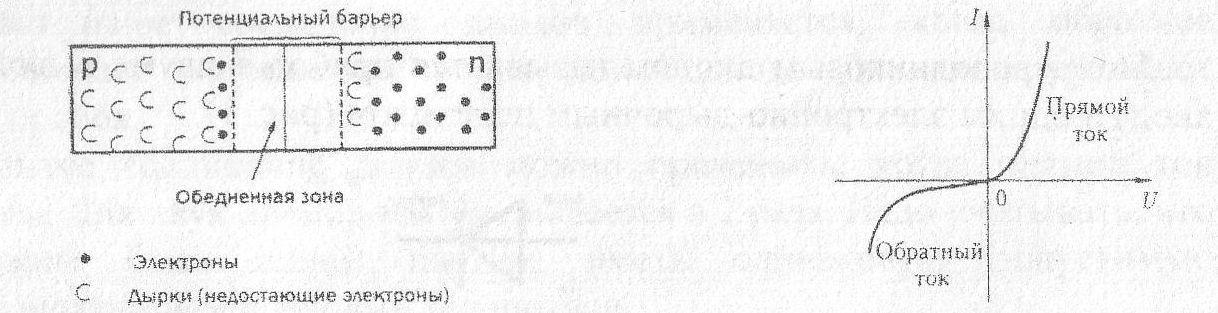 Потенциальный барьер
p
n
Обедненная зона
Электроны
Дырки (недостающие электроны)
I
Прямой
ток
0
U
Обратный
ток